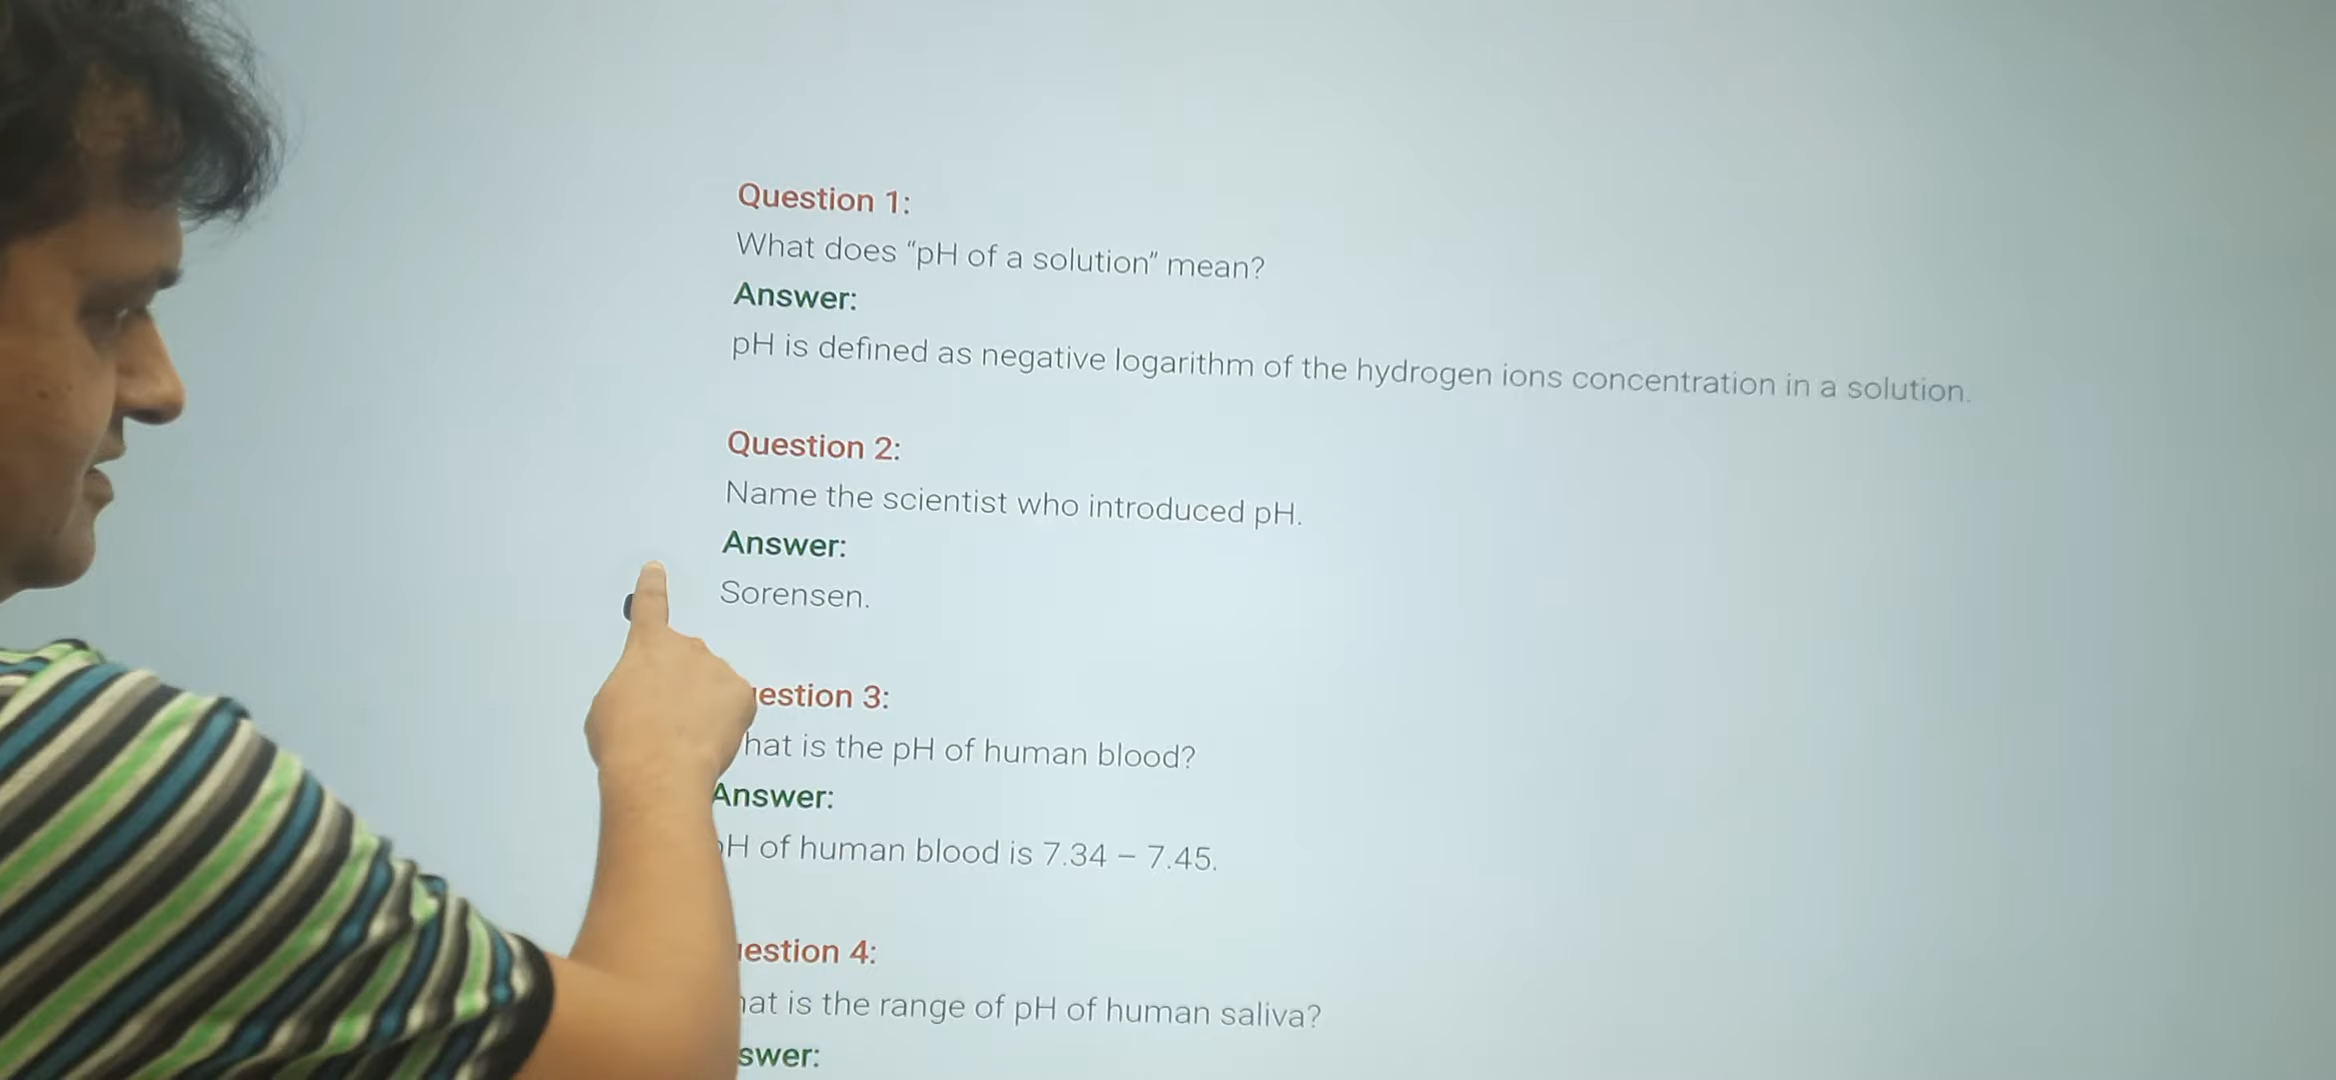 Question 1:
What does “pH of a solution” mean?
Answer:
pH is defined as negative logarithm of the hydrogen ions concentration in a solution.
Question 2:
Name the scientist who introduced pH.
Answer:
Sorensen.
estion 3:
hat is the pH of human blood?
Answer:
pH of human blood is 7.34 – 7.45.
estion 4:
hat is the range of pH of human saliva?
swer: